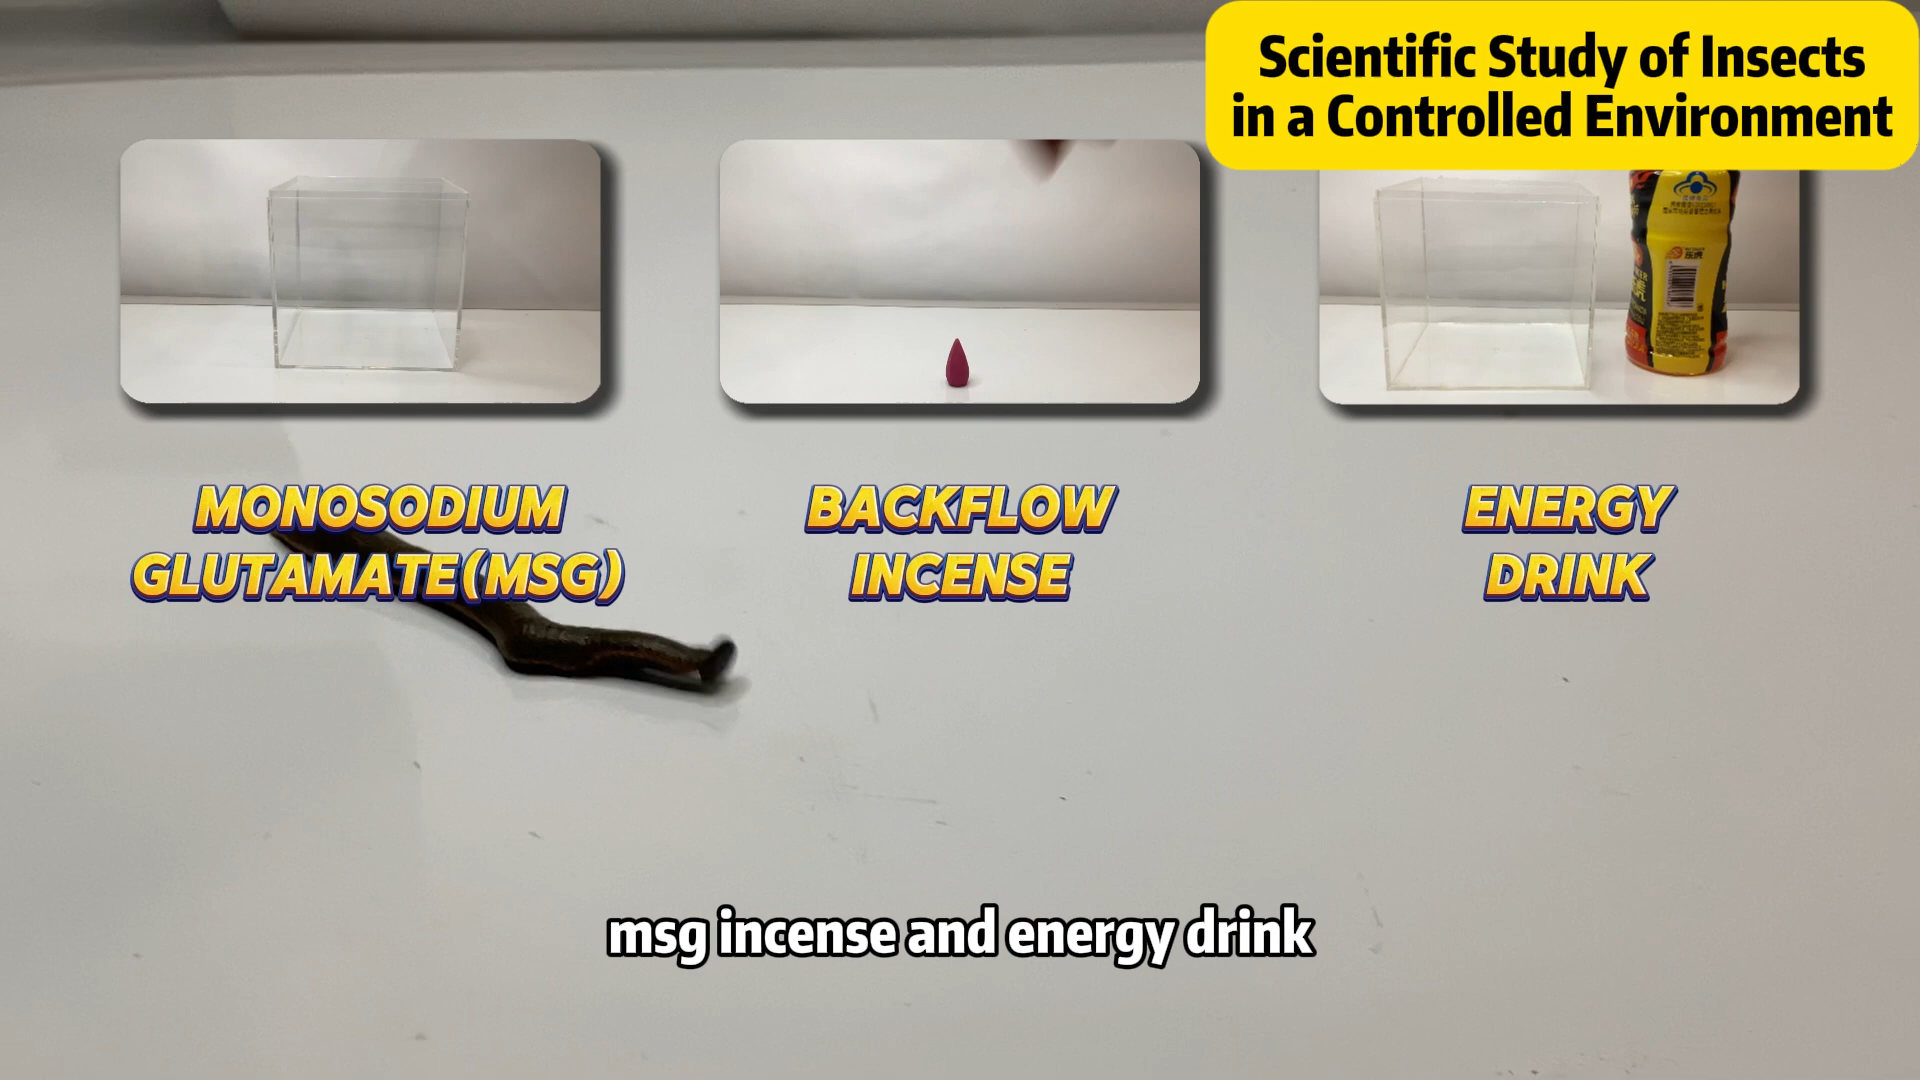 Scientific Study of Insects
in a Controlled Environment
MONOSODIUM
GLUTAMATE(MSG)
BACKFLOW
INCENSE
ENERGY
DRINK
msg incense and energy drink